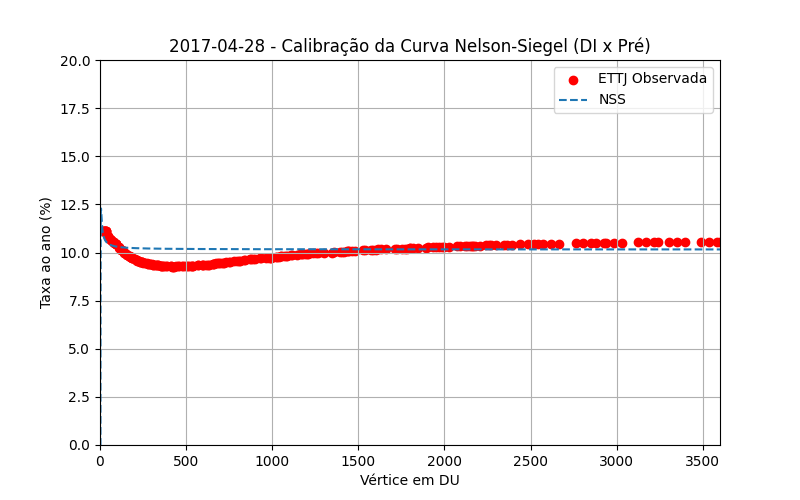 2017-04-28 - Calibração da Curva Nelson-Siegel (DI x Pré)
ETTJ Observada
NSS
Taxa ao ano (%)
20.0
17.5
15.0
12.5
10.0
7.5
5.0
2.5
0.0
0 500 1000 1500 2000 2500 3000 3500
Vértice em DU